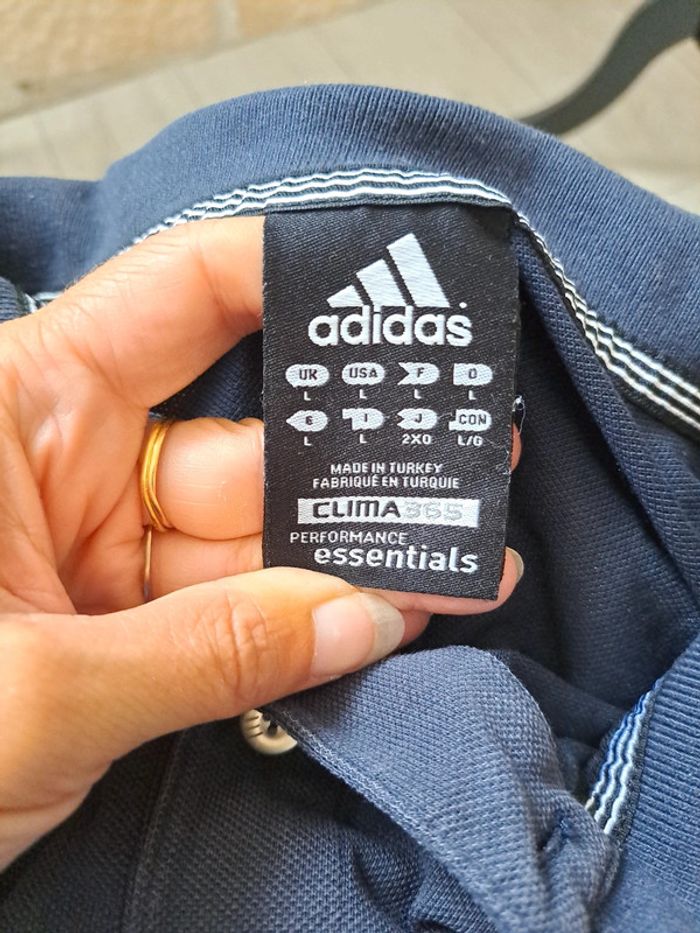 adidas
UK USA F D
L L L L
E I J CON
L L 2XO L/G
MADE IN TURKEY
FABRIQUÉ EN TURQUIE
CLIMA365
PERFORMANCE
essentials